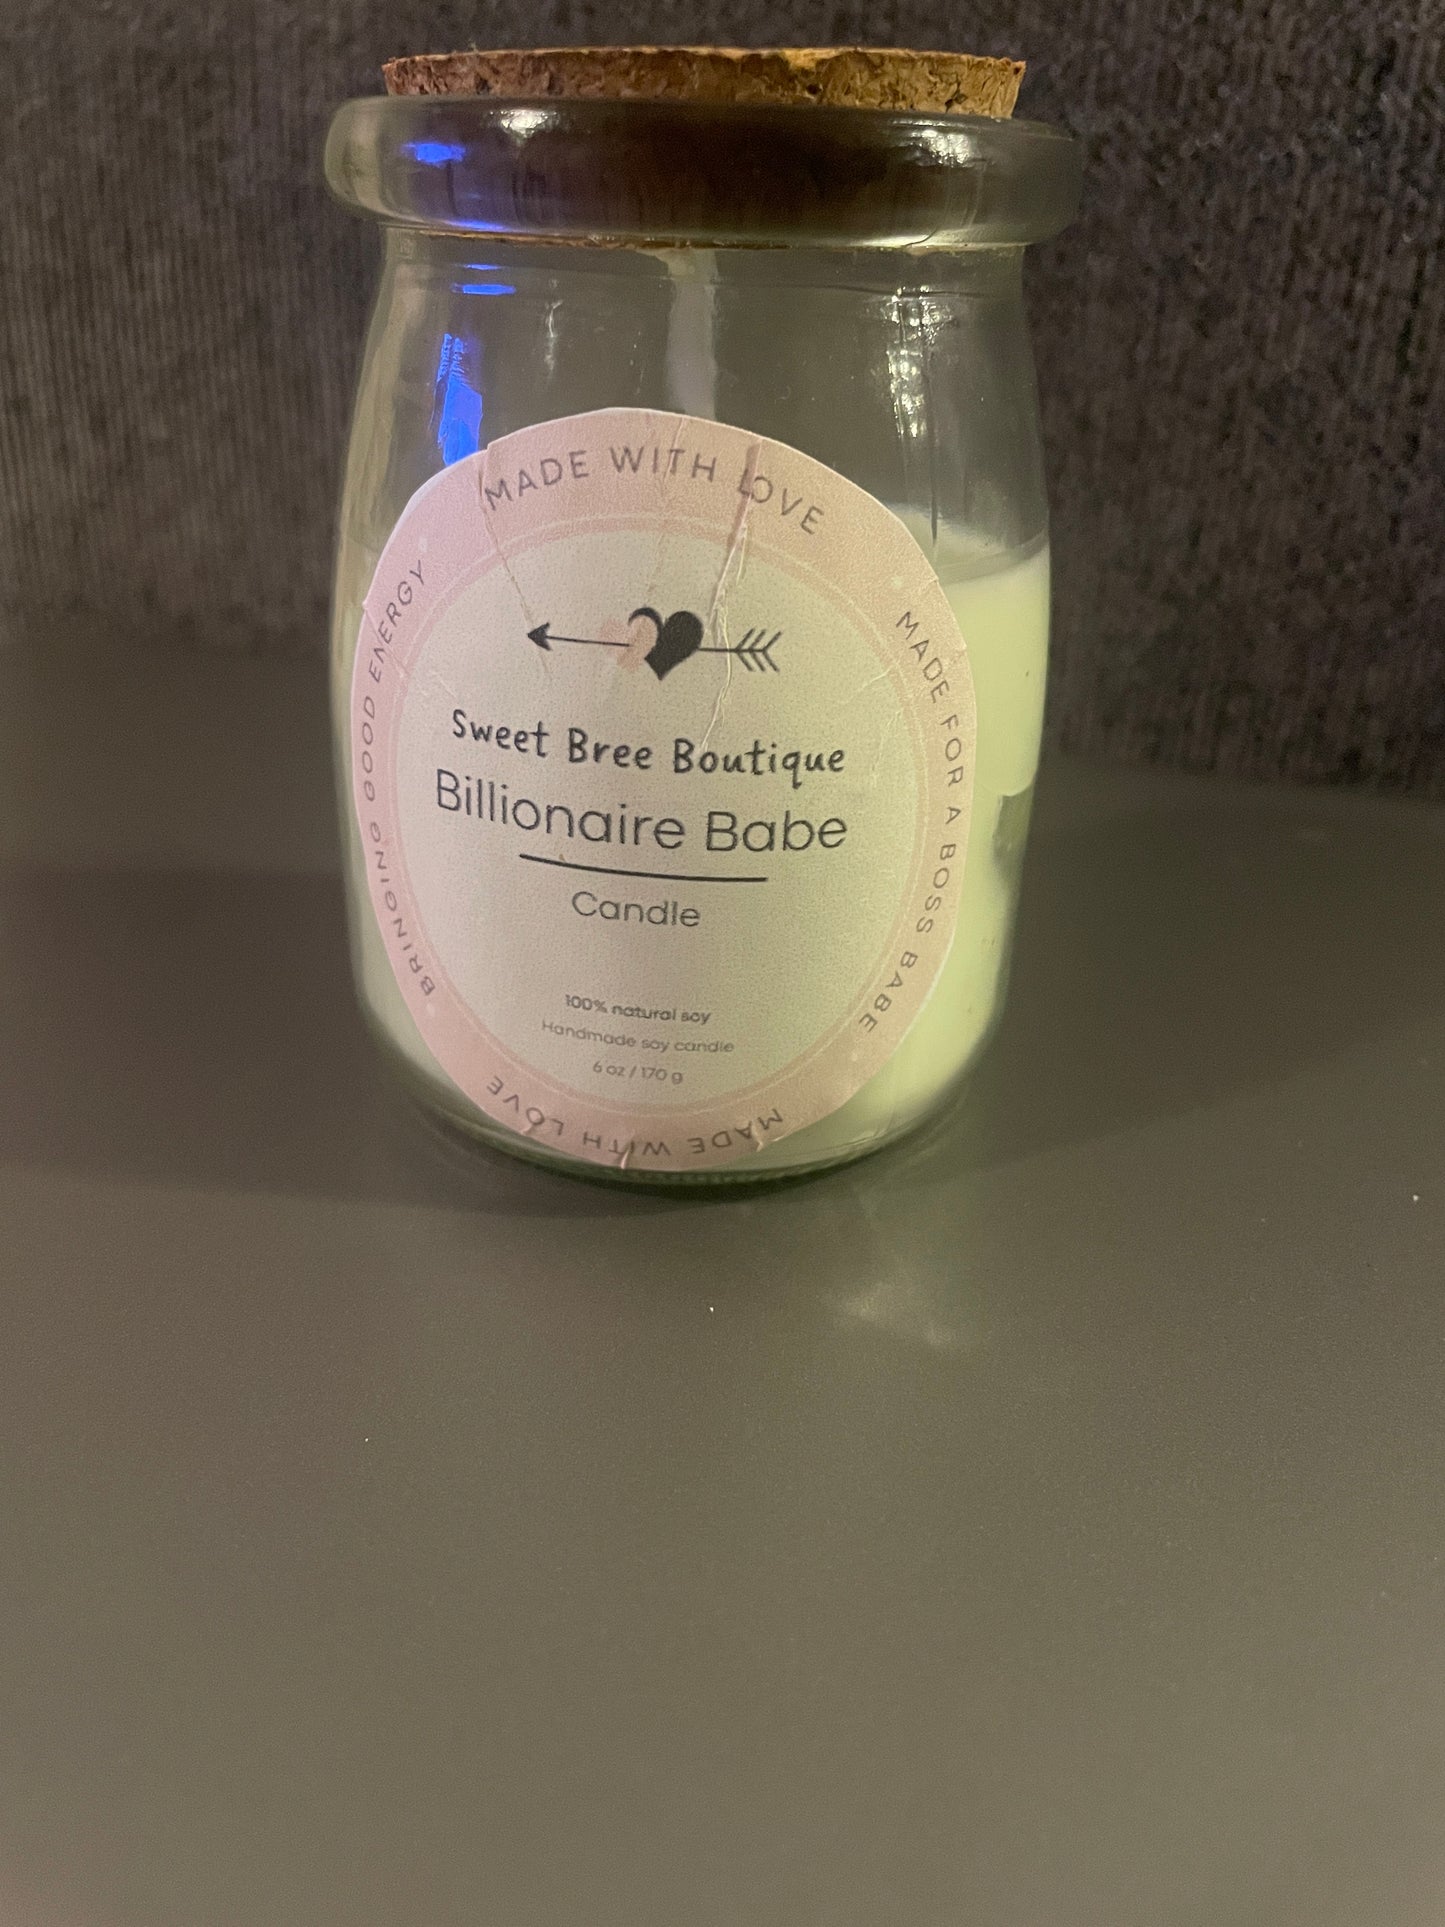 MADE WITH LOVE
BRINGING GOOD ENERGY
MADE FOR A BOSS BABE
Sweet Bree Boutique
Billionaire Babe
Candle
100% natural soy
Handmade soy candle
6 oz / 170 g
MADE WITH LOVE